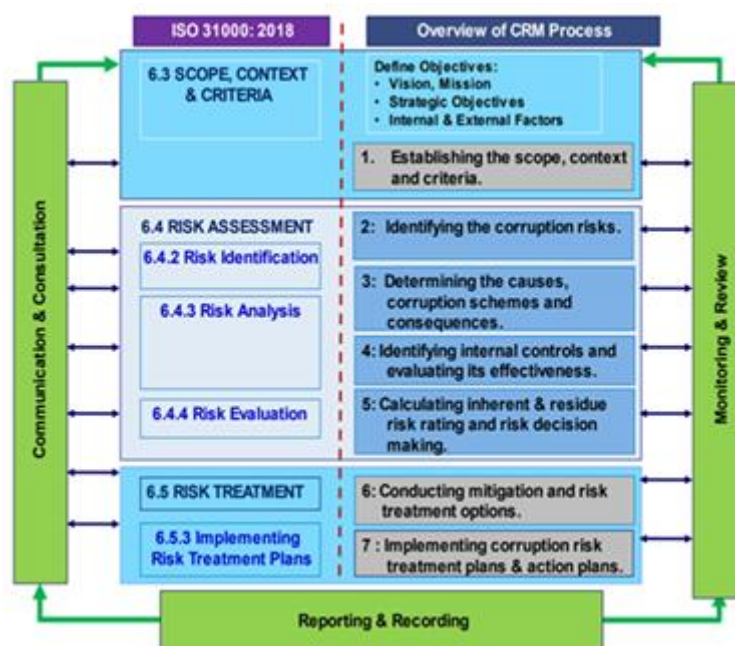 ISO 31000: 2018
Overview of CRM Process
6.3 SCOPE, CONTEXT
& CRITERIA
Define Objectives:
• Vision, Mission
• Strategic Objectives
• Internal & External Factors
1. Establishing the scope, context
and criteria.
6.4 RISK ASSESSMENT
6.4.2 Risk Identification
6.4.3 Risk Analysis
6.4.4 Risk Evaluation
2: Identifying the corruption risks.
3: Determining the causes,
corruption schemes and
consequences.
4: Identifying internal controls and
evaluating its effectiveness.
5: Calculating inherent & residue
risk rating and risk decision
making.
6.5 RISK TREATMENT
6.5.3 Implementing
Risk Treatment Plans
6: Conducting mitigation and risk
treatment options.
7 : Implementing corruption risk
treatment plans & action plans.
Communication & Consultation
Monitoring & Review
Reporting & Recording